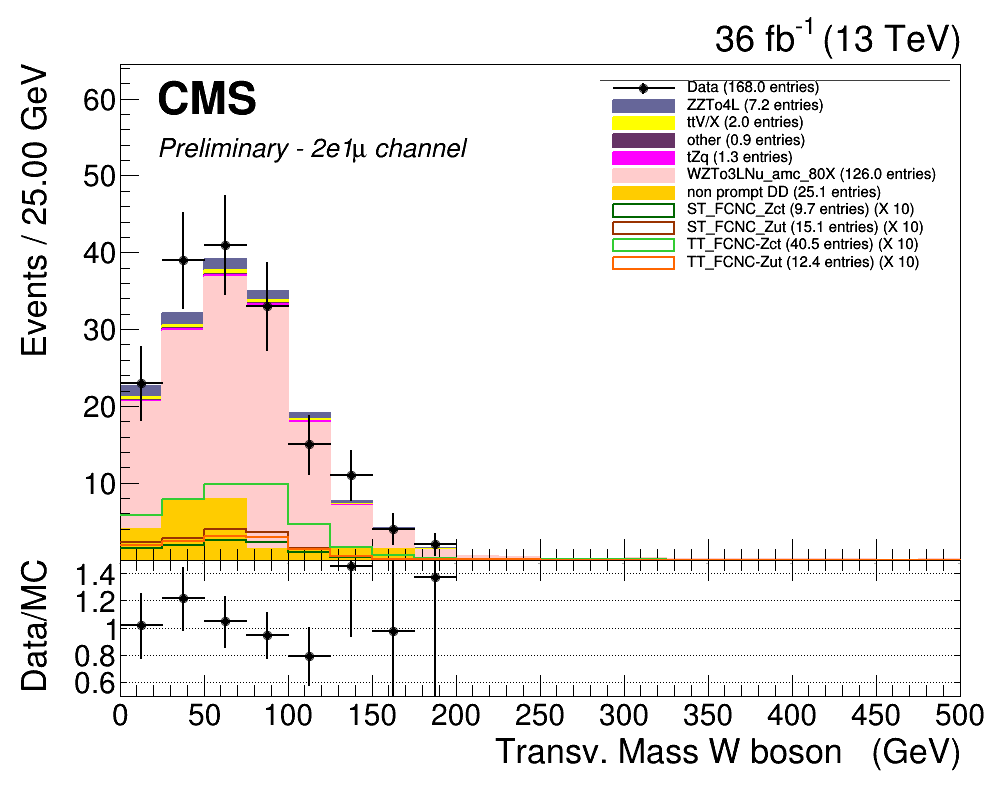 36 fb-1 (13 TeV)
CMS
Preliminary - 2e1μ channel
Data (168.0 entries)
ZZTo4L (7.2 entries)
ttV/X (2.0 entries)
other (0.9 entries)
tZq (1.3 entries)
WZTo3LNu_amc_80X (126.0 entries)
non prompt DD (25.1 entries)
ST_FCNC_Zct (9.7 entries) (X 10)
ST_FCNC_Zut (15.1 entries) (X 10)
TT_FCNC-Zct (40.5 entries) (X 10)
TT_FCNC-Zut (12.4 entries) (X 10)
Events / 25.00 GeV
60
50
40
30
20
10
Data/MC
1.4
1.2
1
0.8
0.6
0 50 100 150 200 250 300 350 400 450 500
Transv. Mass W boson (GeV)